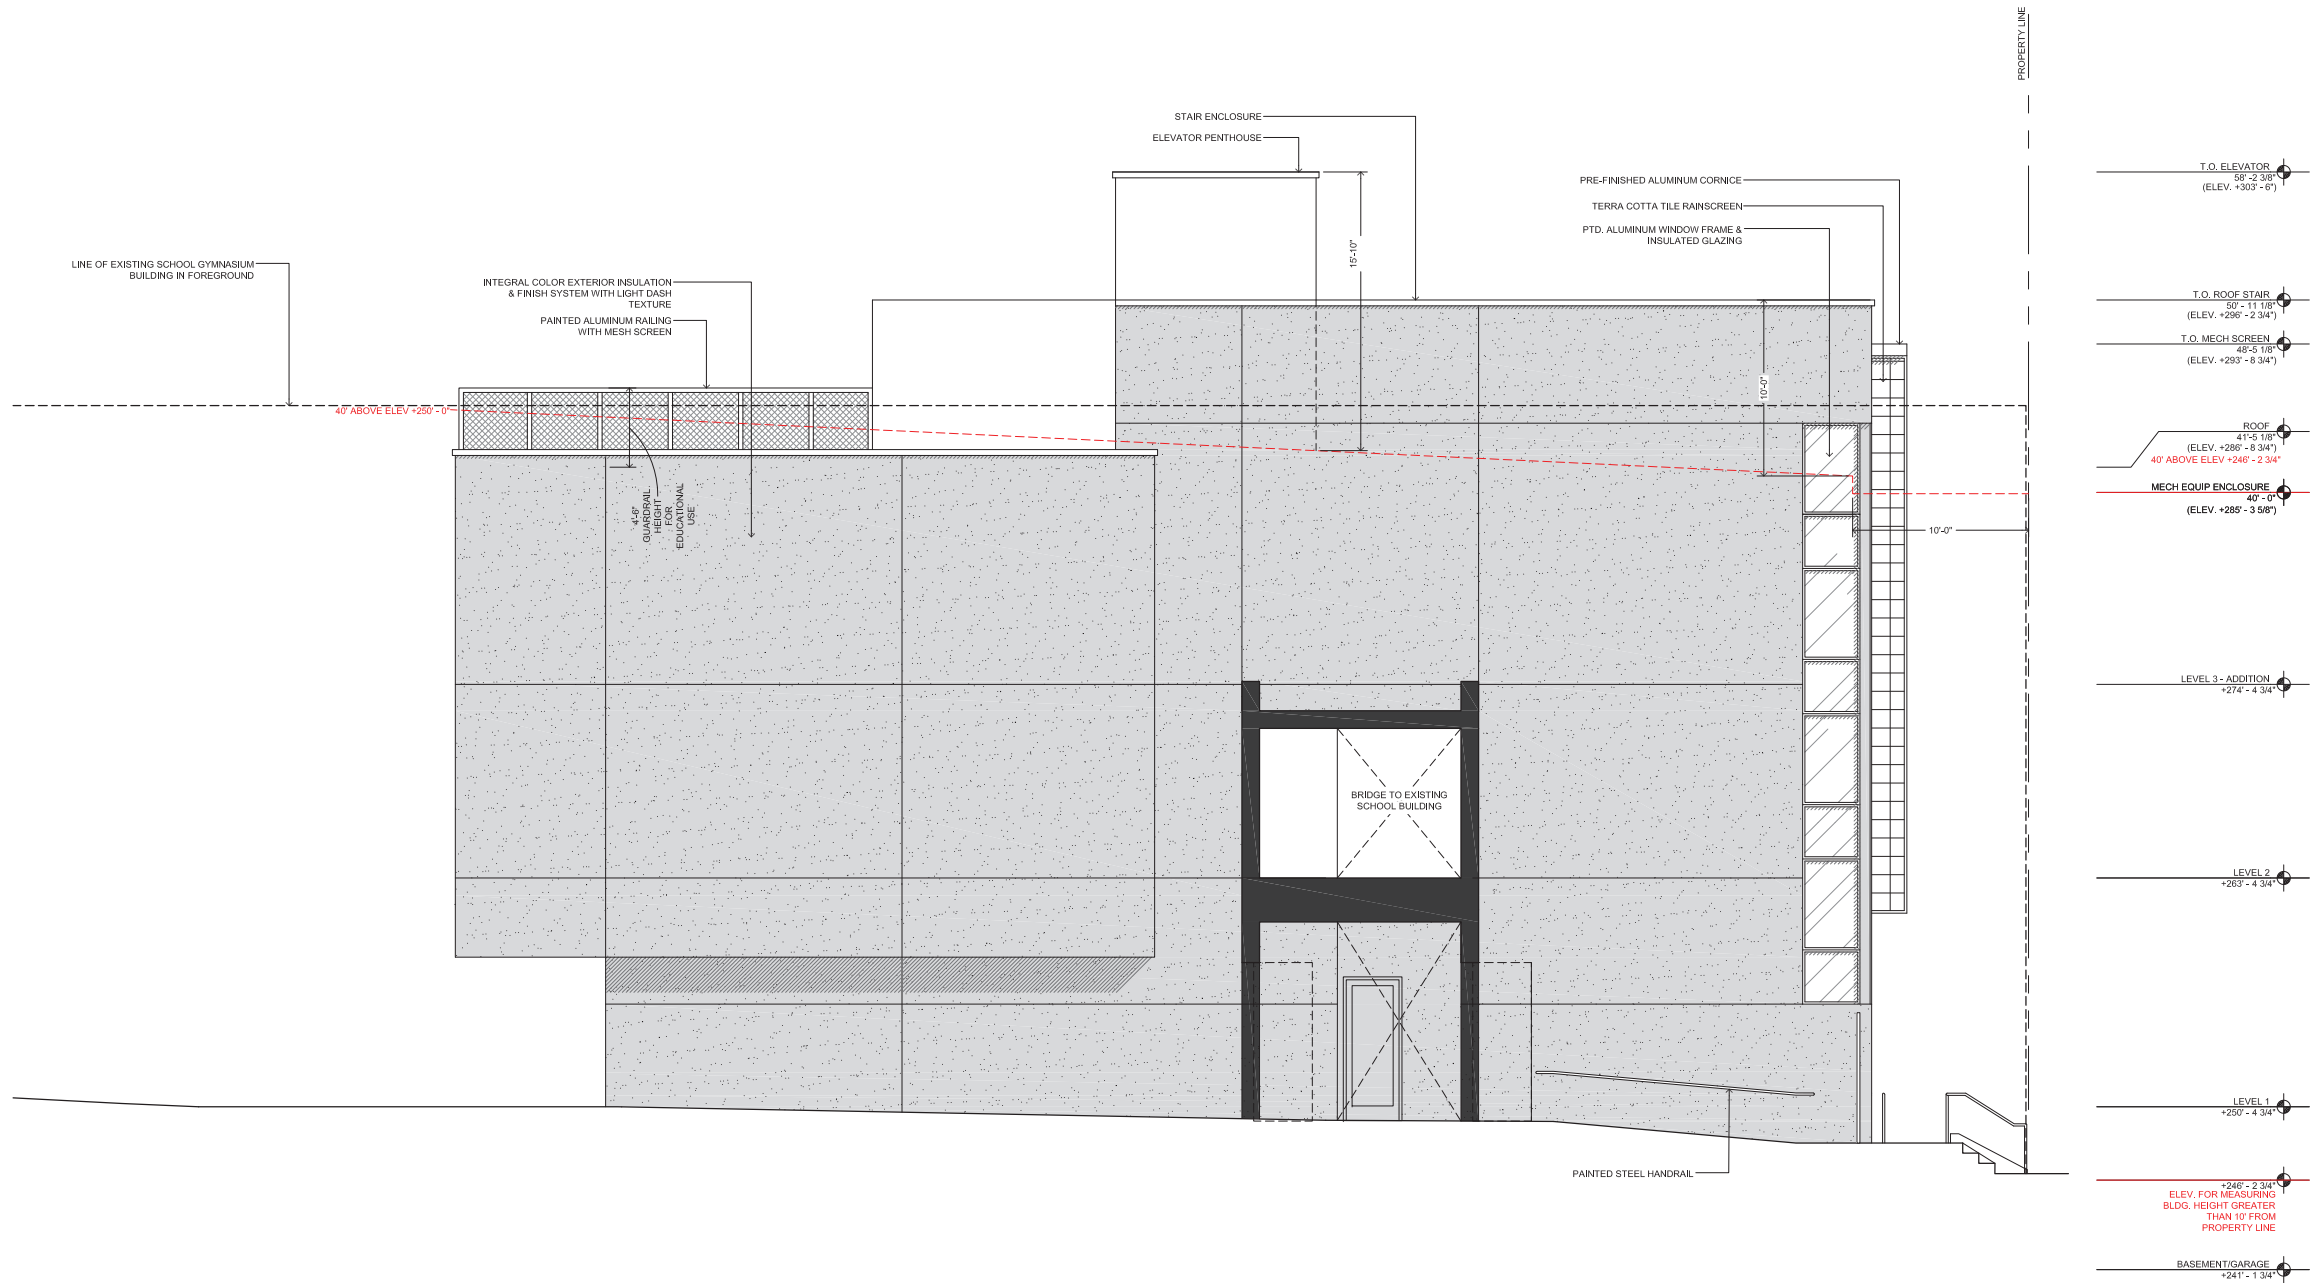 PROPERTY LINE
STAIR ENCLOSURE
ELEVATOR PENTHOUSE
PRE-FINISHED ALUMINUM CORNICE
TERRA COTTA TILE RAINSCREEN
PTD. ALUMINUM WINDOW FRAME &
INSULATED GLAZING
LINE OF EXISTING SCHOOL GYMNASIUM
BUILDING IN FOREGROUND
INTEGRAL COLOR EXTERIOR INSULATION
& FINISH SYSTEM WITH LIGHT DASH
TEXTURE
PAINTED ALUMINUM RAILING
WITH MESH SCREEN
15'-10"
10'-0"
40' ABOVE ELEV +250' - 0"
4'-6"
GUARDRAIL
HEIGHT
FOR
EDUCATIONAL
USE
10'-0"
BRIDGE TO EXISTING
SCHOOL BUILDING
PAINTED STEEL HANDRAIL
T.O. ELEVATOR
58' -2 3/8"
(ELEV. +303' - 6")
T.O. ROOF STAIR
50' - 11 1/8"
(ELEV. +296' - 2 3/4")
T.O. MECH SCREEN
48'-5 1/8"
(ELEV. +293' - 8 3/4")
ROOF
41'-5 1/8"
(ELEV. +286' - 8 3/4")
40' ABOVE ELEV +246' - 2 3/4"
MECH EQUIP ENCLOSURE
40' - 0"
(ELEV. +285' - 3 5/8")
LEVEL 3 - ADDITION
+274' - 4 3/4"
LEVEL 2
+263' - 4 3/4"
LEVEL 1
+250' - 4 3/4"
+246' - 2 3/4"
ELEV. FOR MEASURING
BLDG. HEIGHT GREATER
THAN 10' FROM
PROPERTY LINE
BASEMENT/GARAGE
+241' - 1 3/4"